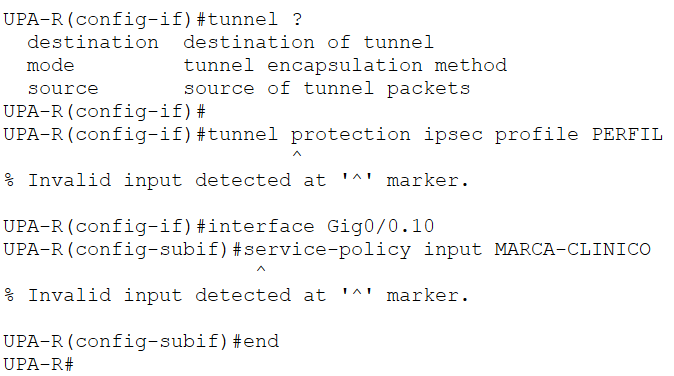 UPA-R(config-if)#tunnel ?
  destination  destination of tunnel
  mode         tunnel encapsulation method
  source       source of tunnel packets
UPA-R(config-if)#
UPA-R(config-if)#tunnel protection ipsec profile PERFIL
                        ^
% Invalid input detected at '^' marker.

UPA-R(config-if)#interface Gig0/0.10
UPA-R(config-subif)#service-policy input MARCA-CLINICO
                     ^
% Invalid input detected at '^' marker.

UPA-R(config-subif)#end
UPA-R#